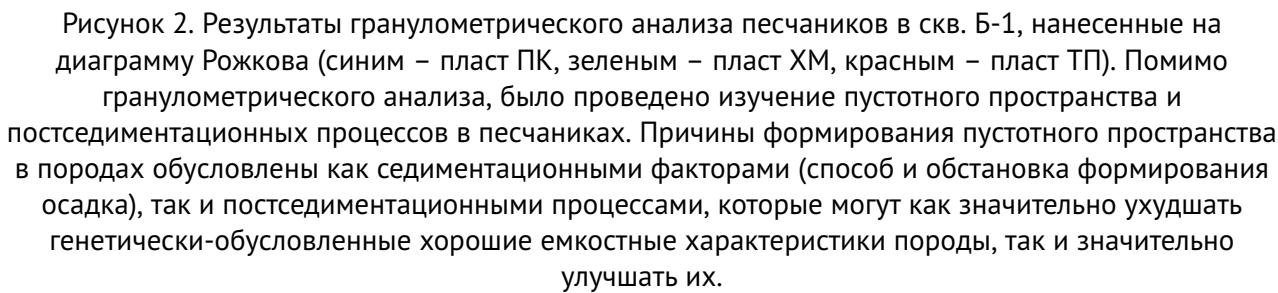 Рисунок 2. Результаты гранулометрического анализа песчаников в скв. Б-1, нанесенные на
диаграмму Рожкова (синим – пласт ПК, зеленым – пласт ХМ, красным – пласт ТП). Помимо
гранулометрического анализа, было проведено изучение пустотного пространства и
постседиментационных процессов в песчаниках. Причины формирования пустотного пространства
в породах обусловлены как седиментационными факторами (способ и обстановка формирования
осадка), так и постседиментационными процессами, которые могут как значительно ухудшать
генетически-обусловленные хорошие емкостные характеристики породы, так и значительно
улучшать их.